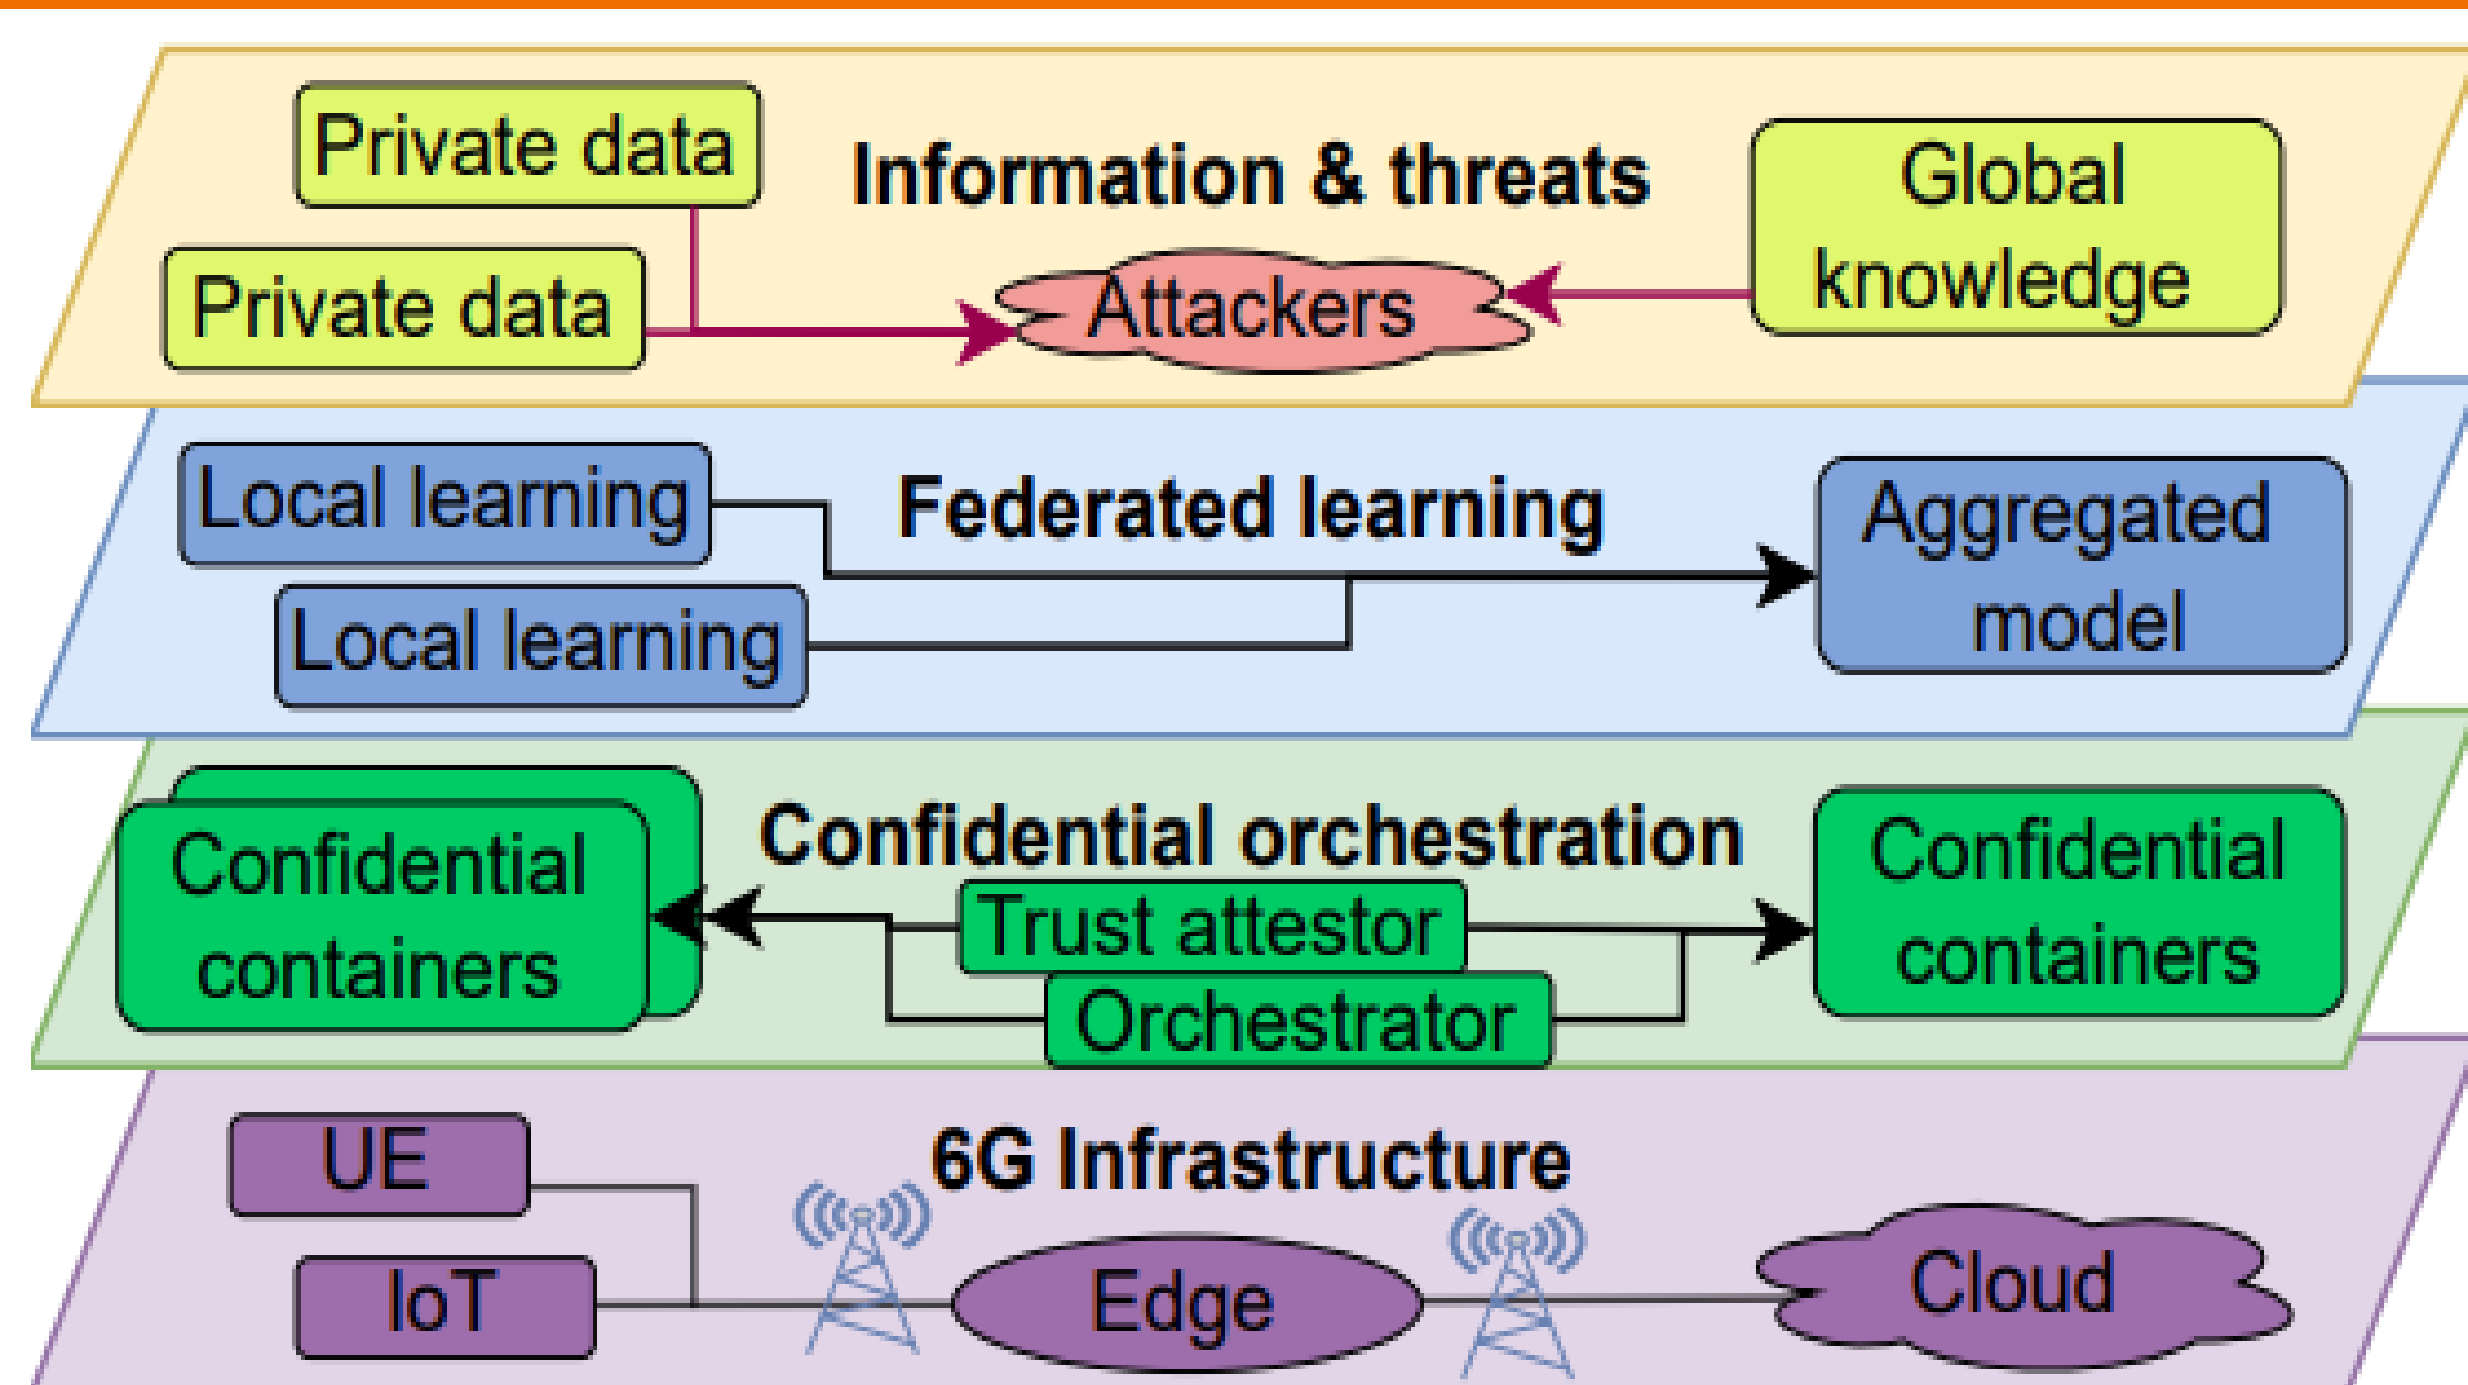 Private data
Information & threats
Global
knowledge
Private data
Attackers
Local learning
Federated learning
Aggregated
model
Local learning
Confidential orchestration
Confidential
containers
Trust attestor
Orchestrator
Confidential
containers
UE
6G Infrastructure
IoT
Edge
Cloud